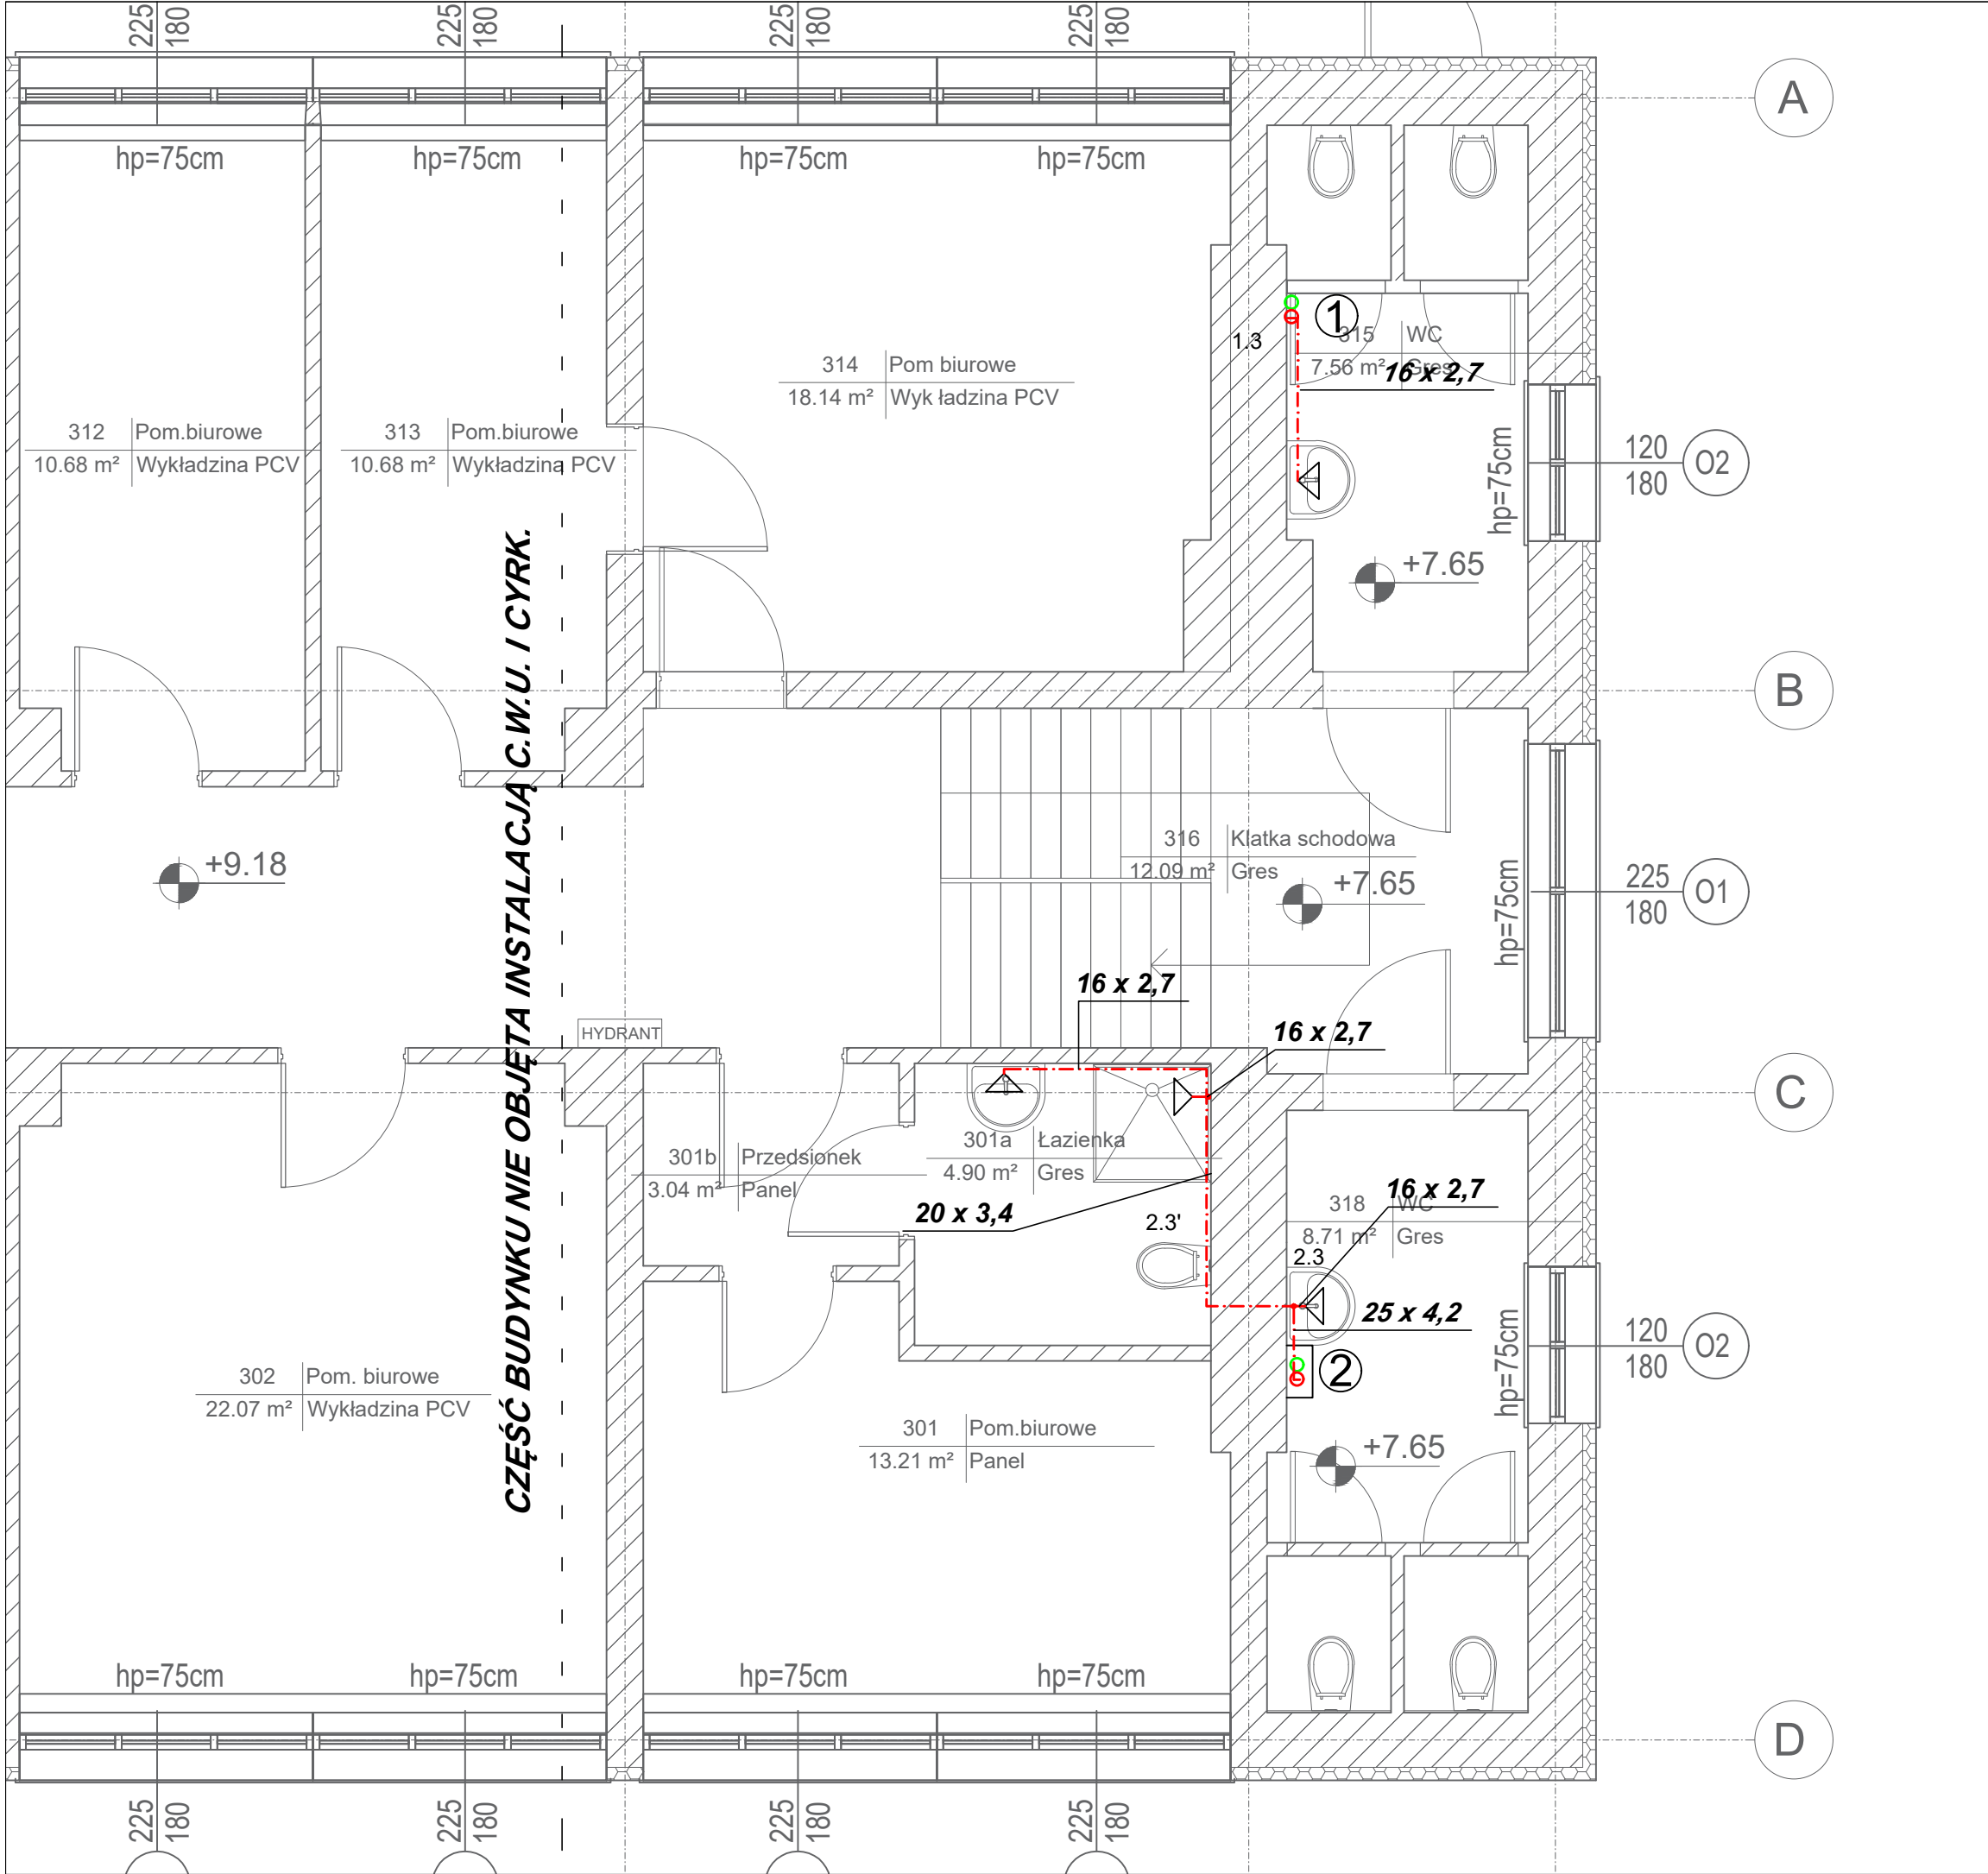 225
180
225
180
225
180
225
180
A
hp=75cm
hp=75cm
hp=75cm
hp=75cm
1
1.3
315 WC
7.56 m² Gres
16 x 2,7
314 Pom biurowe
18.14 m² Wyk ładzina PCV
312 Pom.biurowe
10.68 m² Wykładzina PCV
313 Pom.biurowe
10.68 m² Wykładzina PCV
hp=75cm
120
180
O2
+7.65
CZĘŚĆ BUDYNKU NIE OBJĘTA INSTALACJĄ C.W.U. I CYRK.
B
+9.18
316 Klatka schodowa
12.09 m² Gres
+7.65
hp=75cm
225
180
O1
16 x 2,7
16 x 2,7
HYDRANT
C
301b Przedsionek
3.04 m² Panel
301a Łazienka
4.90 m² Gres
20 x 3,4
2.3'
16 x 2,7
318 WC
8.71 m² Gres
2.3
25 x 4,2
hp=75cm
120
180
O2
2
302 Pom. biurowe
22.07 m² Wykładzina PCV
301 Pom.biurowe
13.21 m² Panel
+7.65
hp=75cm
hp=75cm
hp=75cm
hp=75cm
D
225
180
225
180
225
180
225
180